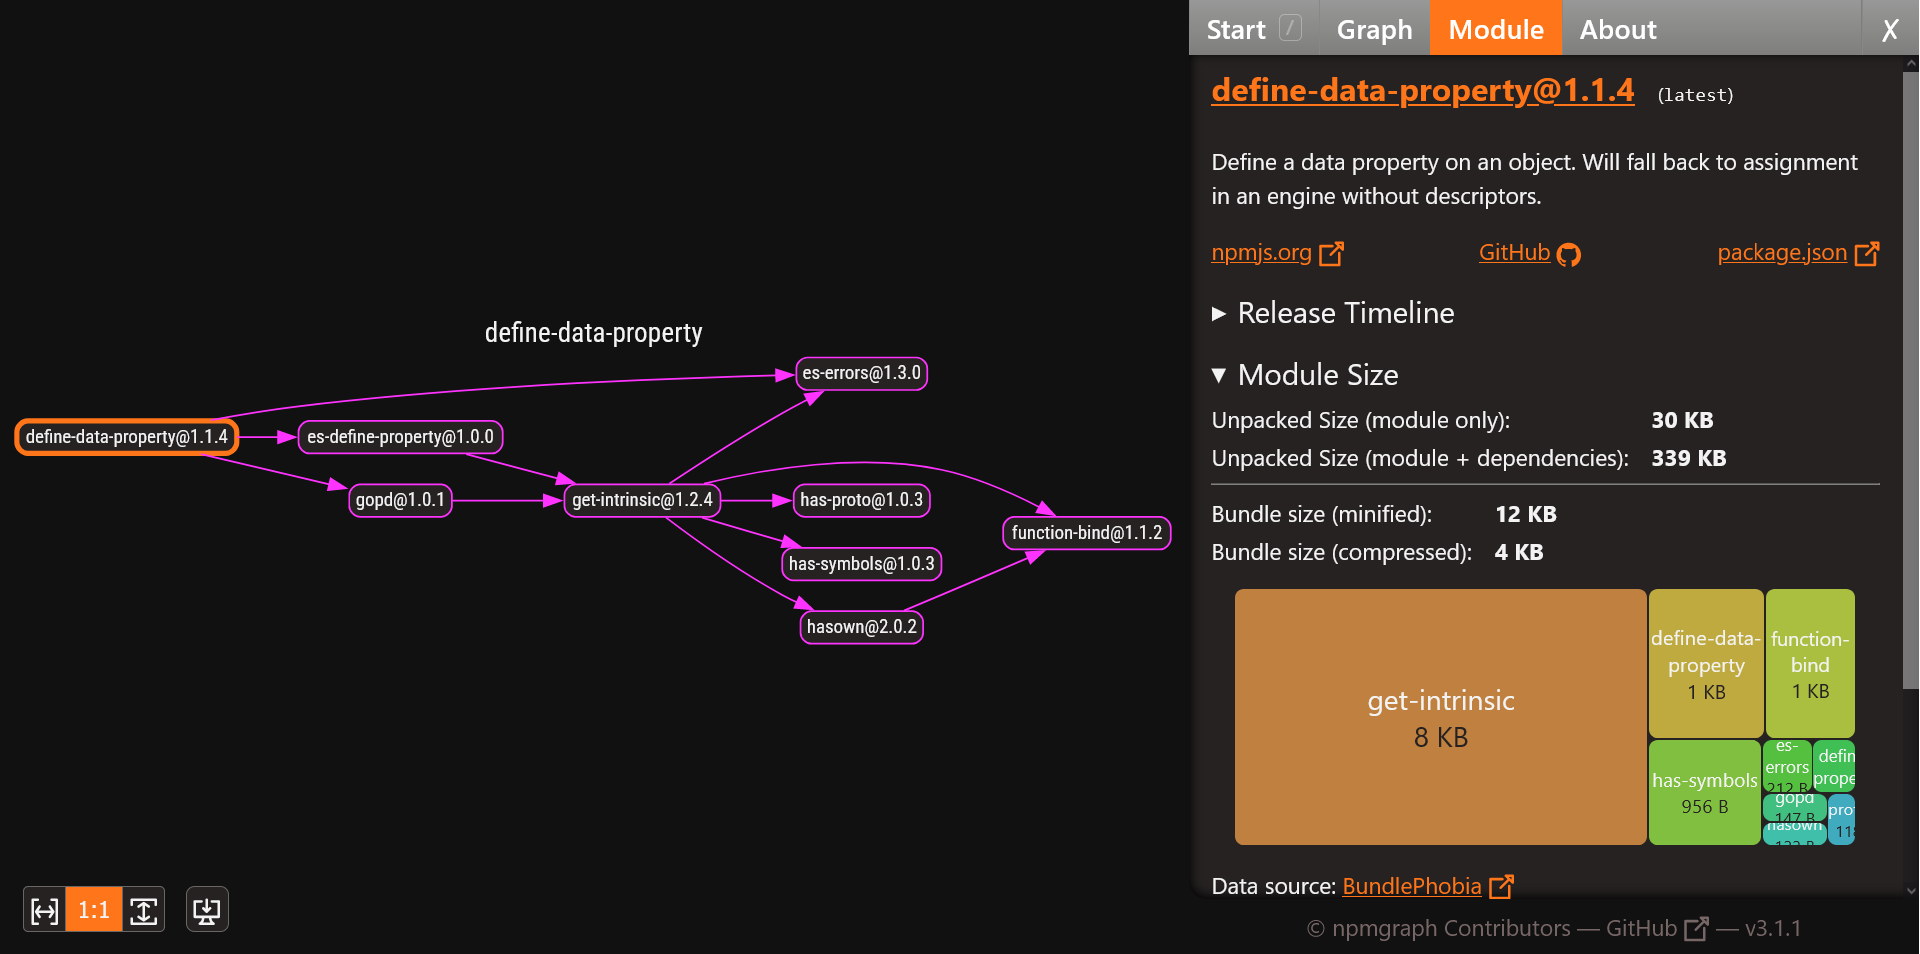 Start / Graph Module About X
define-data-property@1.1.4 (latest)
Define a data property on an object. Will fall back to assignment
in an engine without descriptors.
npmjs.org GitHub package.json
▶ Release Timeline
▼ Module Size
Unpacked Size (module only): 30 KB
Unpacked Size (module + dependencies): 339 KB
Bundle size (minified): 12 KB
Bundle size (compressed): 4 KB
get-intrinsic
8 KB
define-data-
property
1 KB
function-
bind
1 KB
has-symbols
956 B
es-
errors
212 B
defin
prope
gopd
147 B
hasown
prot
Data source: BundlePhobia
© npmgraph Contributors — GitHub — v3.1.1
define-data-property
es-errors@1.3.0
define-data-property@1.1.4
es-define-property@1.0.0
gopd@1.0.1
get-intrinsic@1.2.4
has-proto@1.0.3
function-bind@1.1.2
has-symbols@1.0.3
hasown@2.0.2
1:1